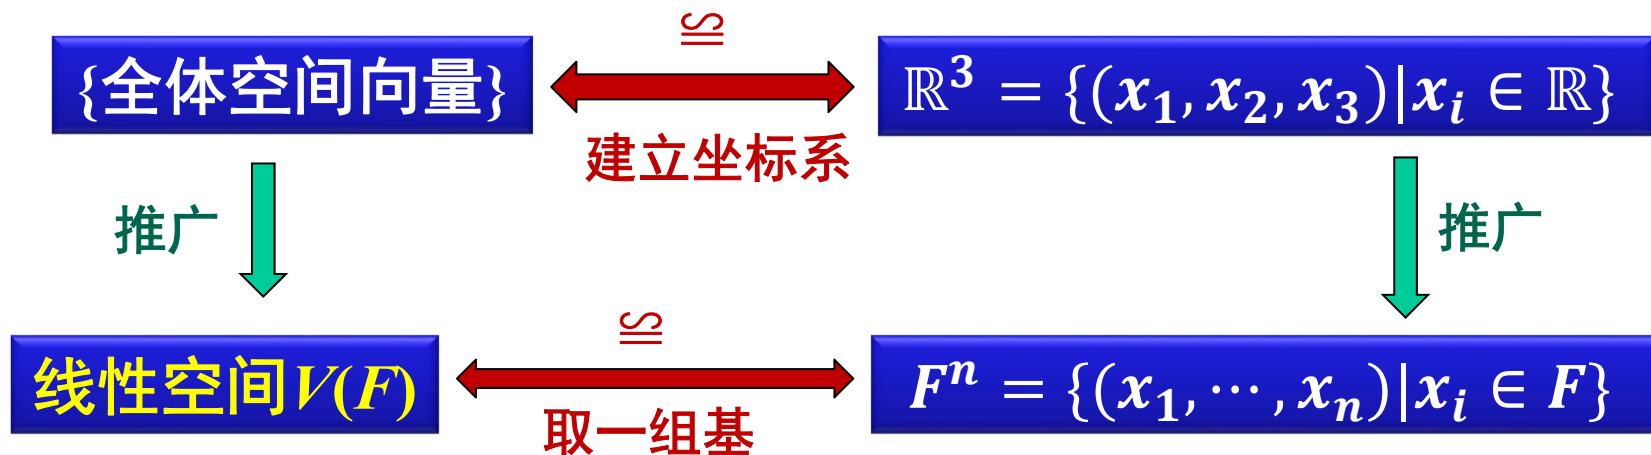 ≌
{全体空间向量}
ℝ³ = {(x₁, x₂, x₃)|xᵢ ∈ ℝ}
建立坐标系
推广
推广
≌
线性空间V(F)
Fⁿ = {(x₁, ⋯ , xₙ)|xᵢ ∈ F}
取一组基